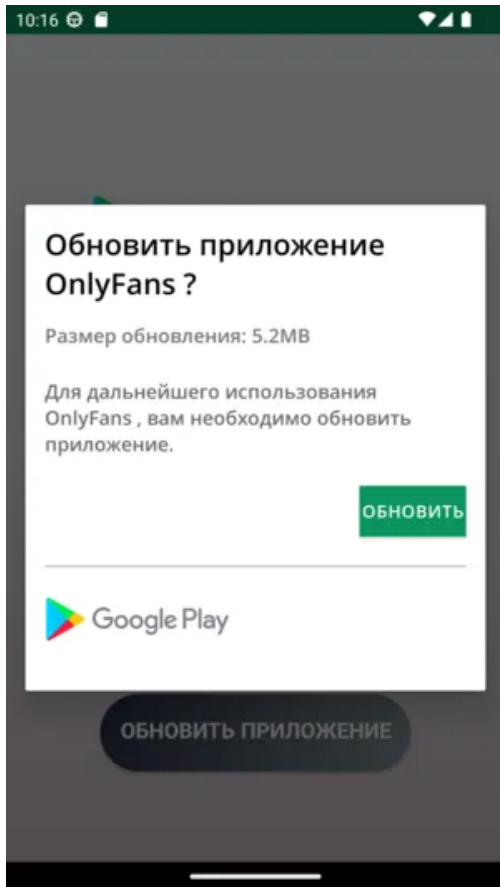 10:16
Обновить приложение
OnlyFans ?
Размер обновления: 5.2MB
Для дальнейшего использования
OnlyFans , вам необходимо обновить
приложение.
ОБНОВИТЬ
Google Play
ОБНОВИТЬ ПРИЛОЖЕНИЕ